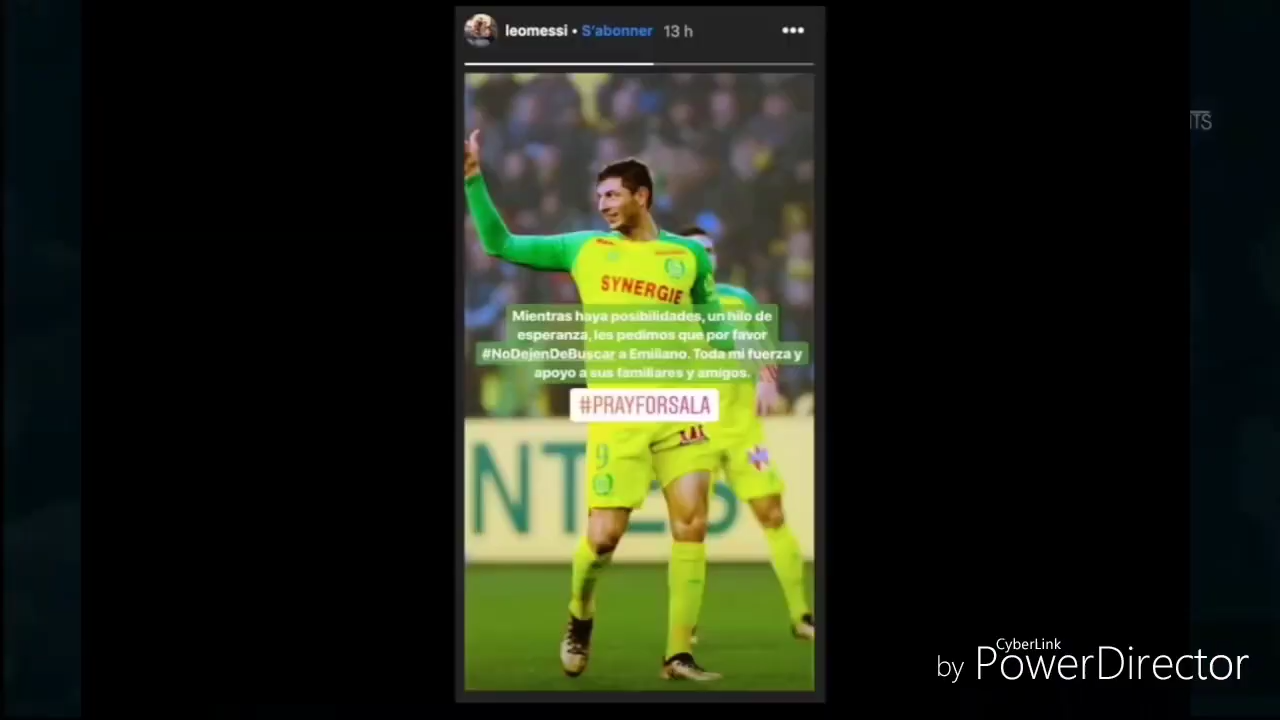 leomessi • S'abonner 13 h
SYNERGIE
Mientras haya posibilidades, un hilo de
esperanza, les pedimos que por favor
#NoDejenDeBuscar a Emiliano. Toda mi fuerza y
apoyo a sus familiares y amigos.
#PRAYFORSALA
9
CyberLink
by PowerDirector